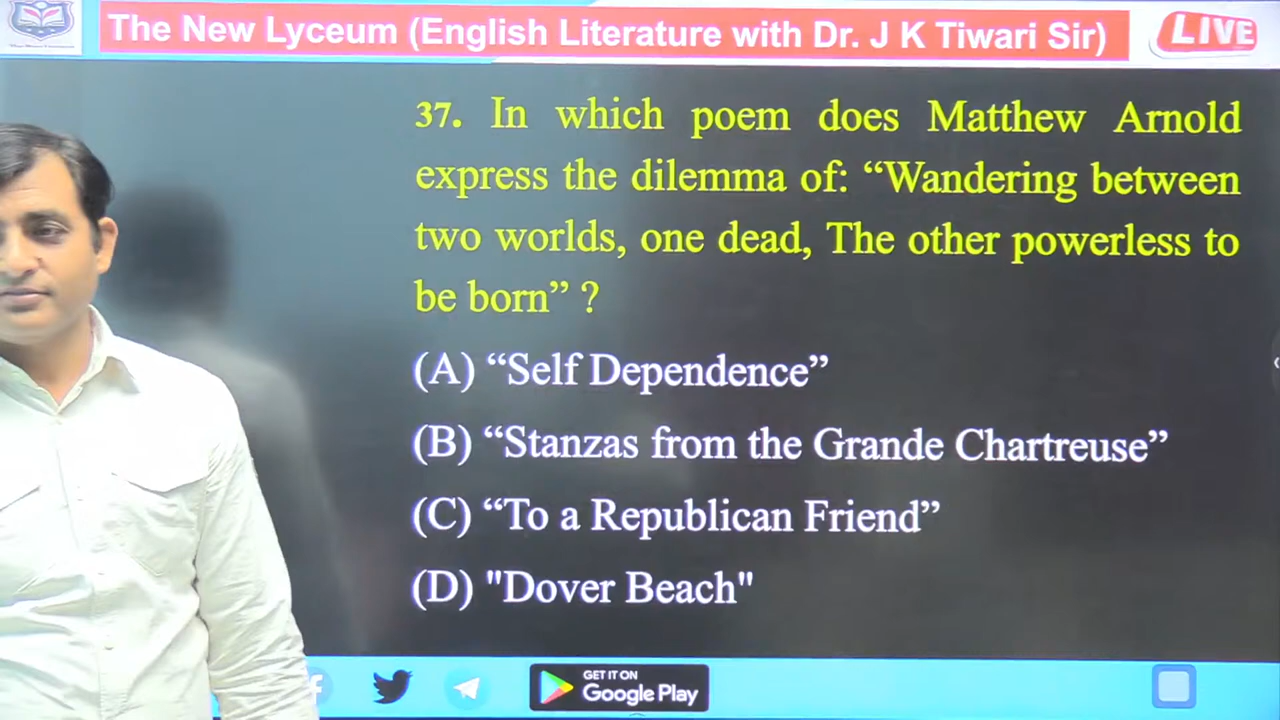 The New Lyceum (English Literature with Dr. J K Tiwari Sir)
LIVE
37. In which poem does Matthew Arnold
express the dilemma of: “Wandering between
two worlds, one dead, The other powerless to
be born” ?
(A) “Self Dependence”
(B) “Stanzas from the Grande Chartreuse”
(C) “To a Republican Friend”
(D) "Dover Beach"
GET IT ON
Google Play